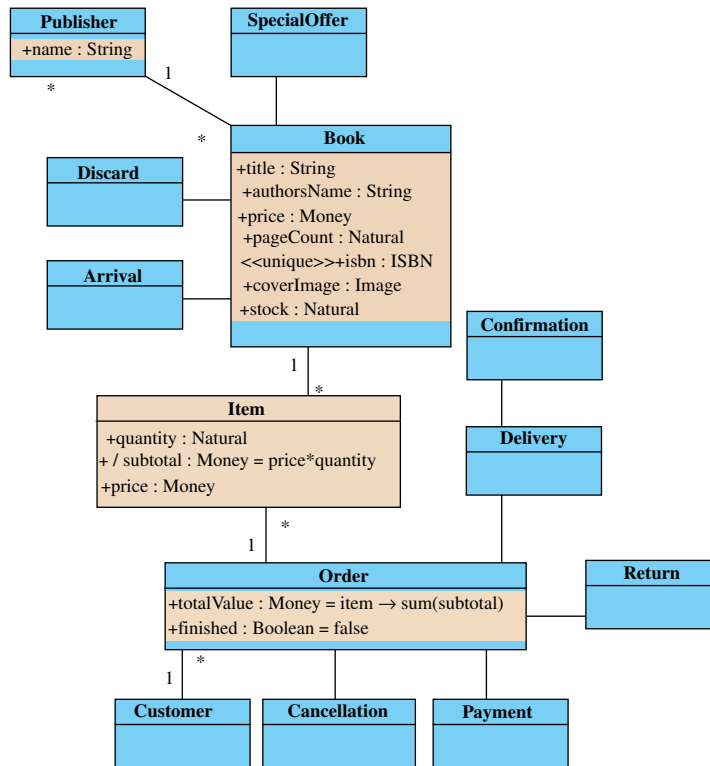 Publisher
+name : String
SpecialOffer
1
*
*
Book
+title : String
+authorsName : String
+price : Money
+pageCount : Natural
<<unique>>+isbn : ISBN
+coverImage : Image
+stock : Natural
Discard
Arrival
1
*
Confirmation
Item
+quantity : Natural
+ / subtotal : Money = price*quantity
+price : Money
Delivery
*
1
Order
+totalValue : Money = item → sum(subtotal)
+finished : Boolean = false
Return
*
1
Customer
Cancellation
Payment